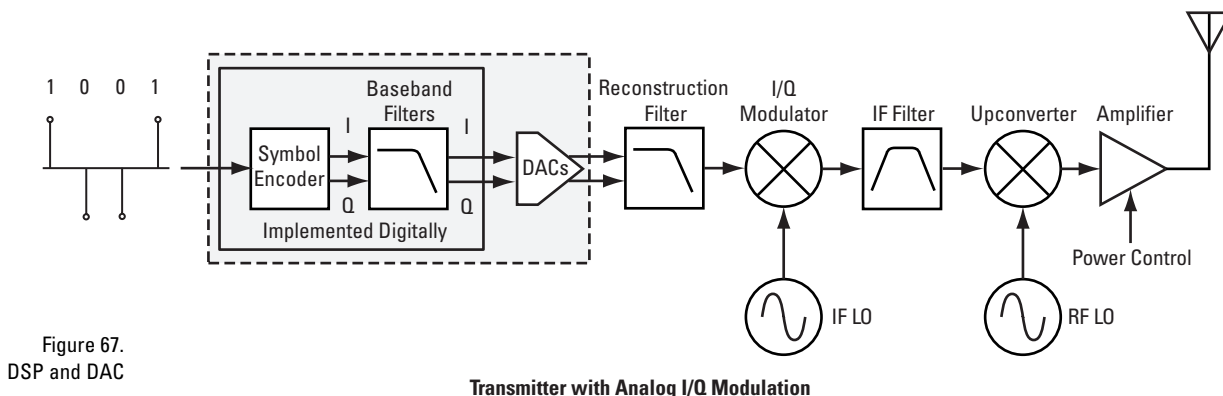 1 0 0 1
Symbol
Encoder
I
Q
Baseband
Filters
I
Q
Implemented Digitally
DACs
Reconstruction
Filter
I/Q
Modulator
IF LO
IF Filter
Upconverter
RF LO
Amplifier
Power Control
Figure 67.
DSP and DAC
Transmitter with Analog I/Q Modulation